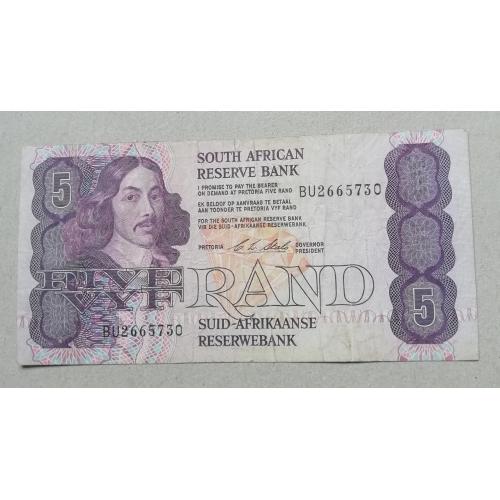 SOUTH AFRICAN
RESERVE BANK
5
I PROMISE TO PAY THE BEARER
ON DEMAND AT PRETORIA FIVE RAND
BU2665730
EK BELOOF OP AANVRAAG TE BETAAL
AAN TOONDER TE PRETORIA VYF RAND
FOR THE SOUTH AFRICAN RESERVE BANK
VIR DIE SUID-AFRIKAANSE RESERWEBANK
PRETORIA
GOVERNOR
PRESIDENT
FIVE
VYF
RAND
5
BU2665730
SUID-AFRIKAANSE
RESERWEBANK